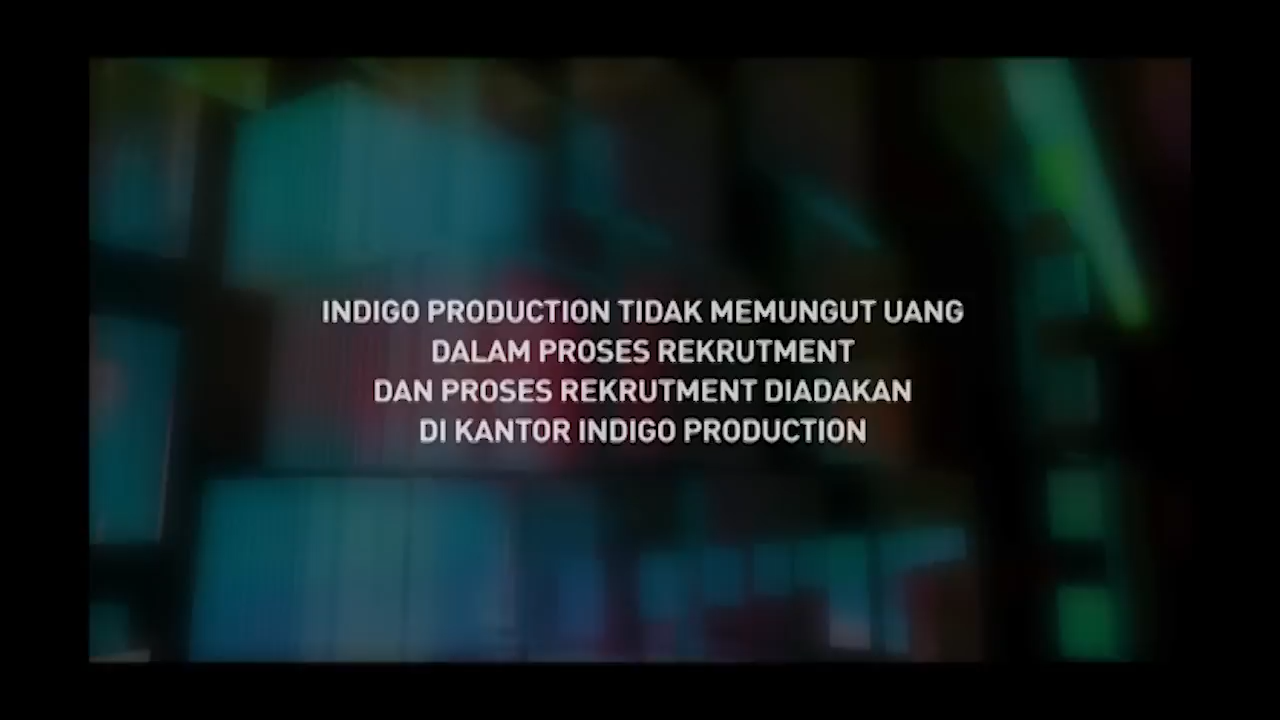 INDIGO PRODUCTION TIDAK MEMUNGUT UANG
DALAM PROSES REKRUTMENT
DAN PROSES REKRUTMENT DIADAKAN
DI KANTOR INDIGO PRODUCTION